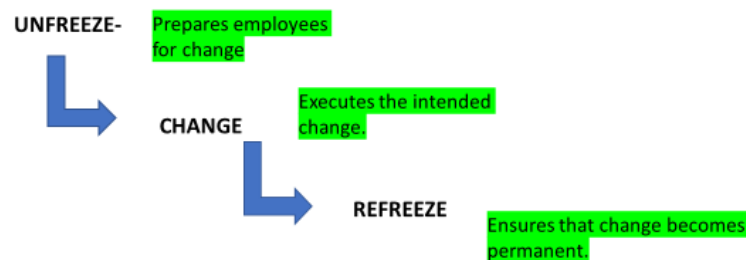 UNFREEZE-
Prepares employees
for change
CHANGE
Executes the intended
change.
REFREEZE
Ensures that change becomes
permanent.